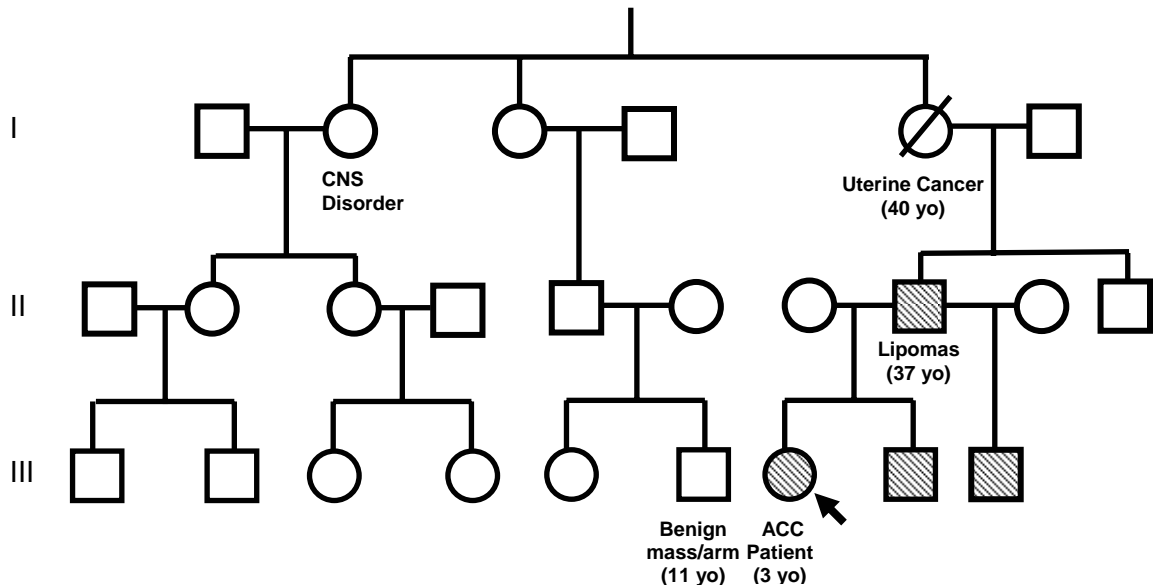 I
CNS
Disorder
Uterine Cancer
(40 yo)
II
Lipomas
(37 yo)
III
Benign
mass/arm
(11 yo)
ACC
Patient
(3 yo)